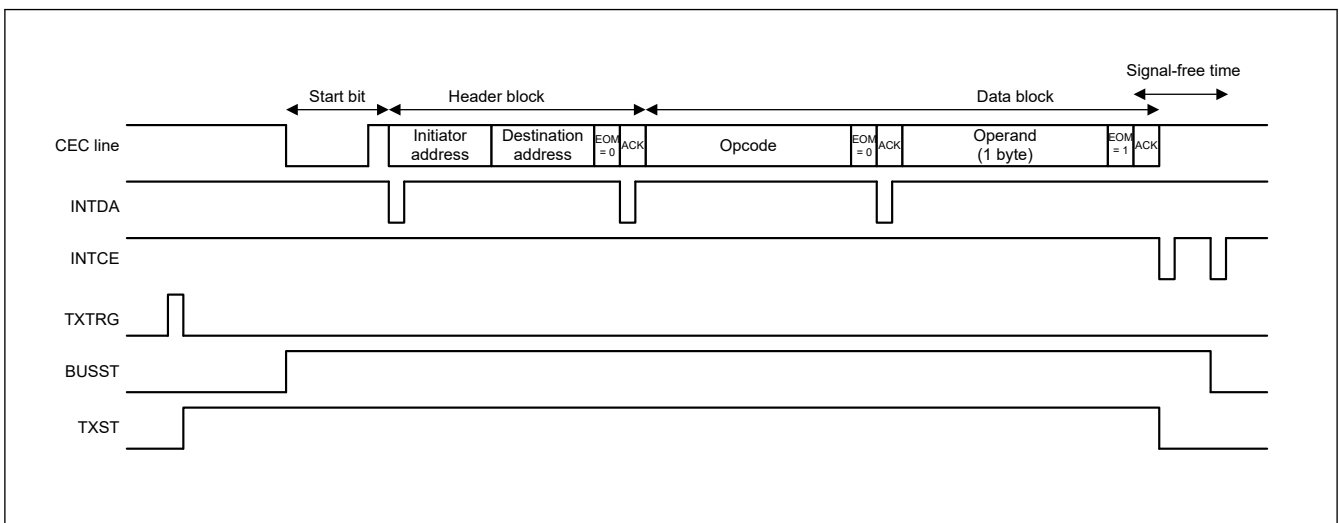 Signal-free time
Start bit
Header block
Data block
CEC line
Initiator
address
Destination
address
EOM
= 0
ACK
Opcode
EOM
= 0
ACK
Operand
(1 byte)
EOM
= 1
ACK
INTDA
INTCE
TXTRG
BUSST
TXST